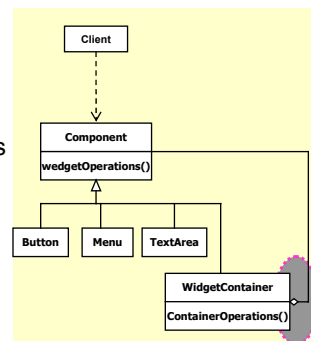 Client
s
Component
wedgetOperations()
Button Menu TextArea
WidgetContainer
ContainerOperations()